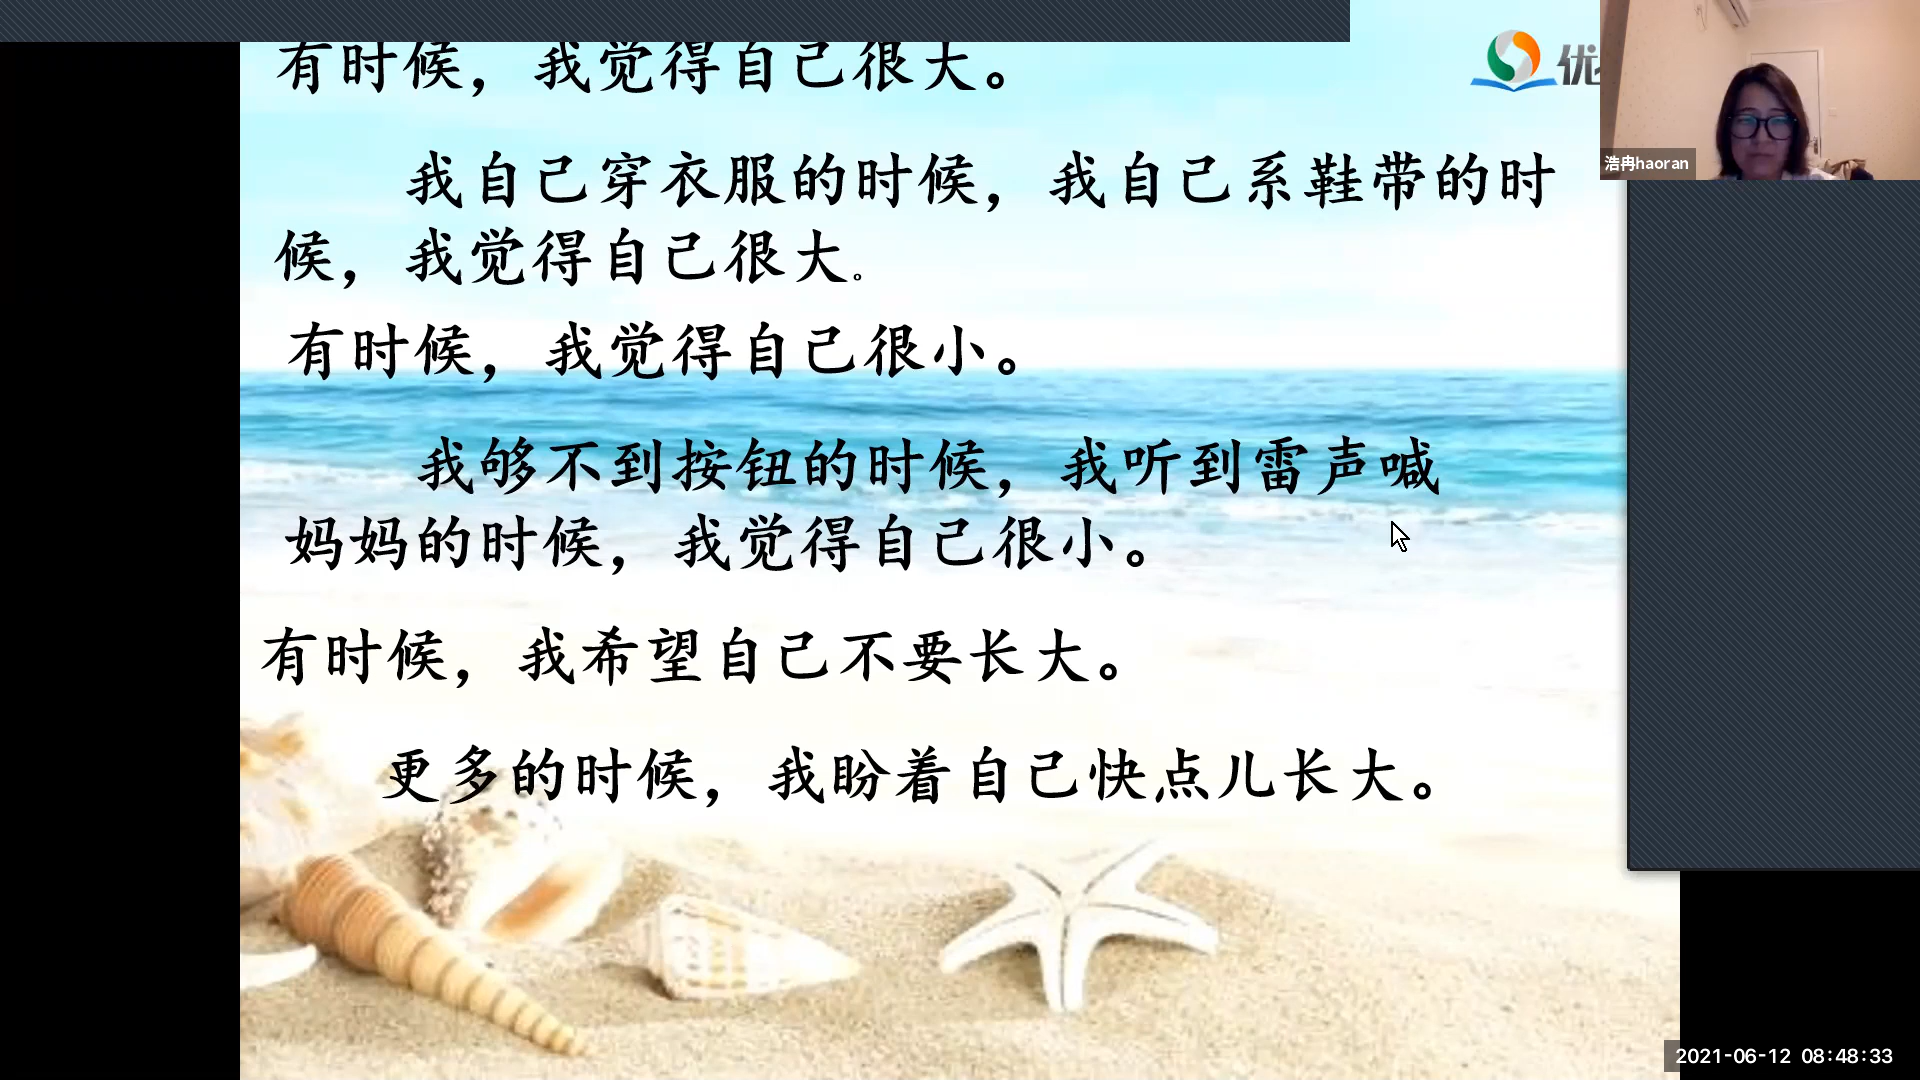 有时候，我觉得自己很大。
优
我自己穿衣服的时候，我自己系鞋带的时
候，我觉得自己很大。
浩冉haoran
有时候，我觉得自己很小。
我够不到按钮的时候，我听到雷声喊
妈妈的时候，我觉得自己很小。
有时候，我希望自己不要长大。
更多的时候，我盼着自己快点儿长大。
2021-06-12 08:48:33